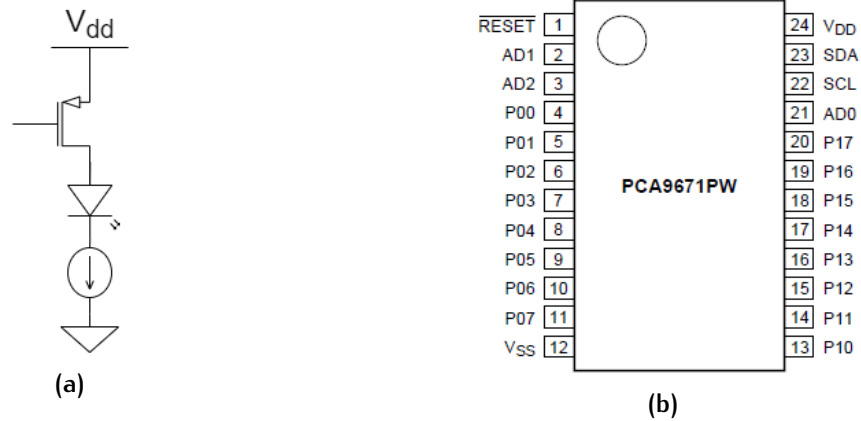 Vdd
(a)
RESET 1 24 VDD
AD1 2 23 SDA
AD2 3 22 SCL
P00 4 21 AD0
P01 5 20 P17
P02 6 19 P16
PCA9671PW
P03 7 18 P15
P04 8 17 P14
P05 9 16 P13
P06 10 15 P12
P07 11 14 P11
VSS 12 13 P10
(b)